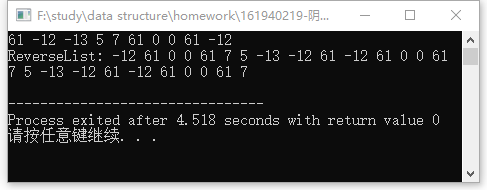 F:\study\data structure\homework\161940219-阴
61 -12 -13 5 7 61 0 0 61 -12
ReverseList: -12 61 0 0 61 7 5 -13 -12 61 -12 61 0 0 61
7 5 -13 -12 61 -12 61 0 0 61 7
--------------------------------
Process exited after 4.518 seconds with return value 0
请按任意键继续. . .